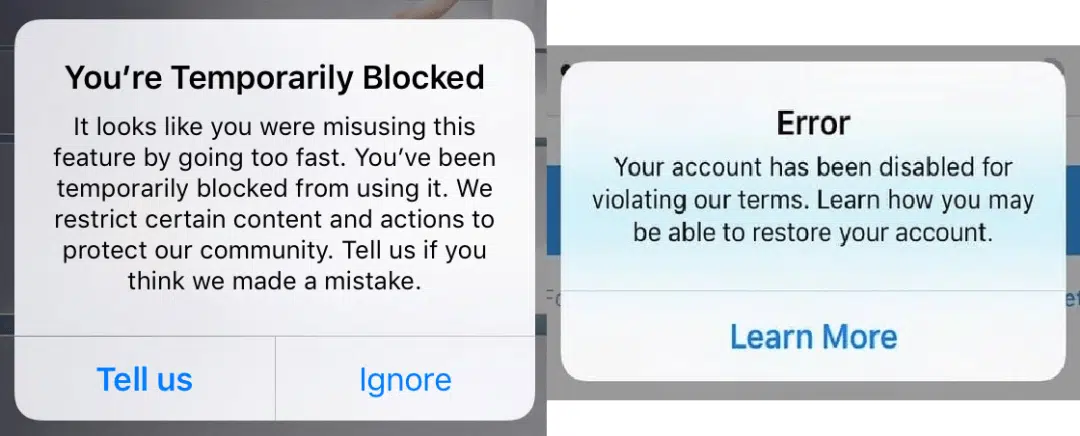 You’re Temporarily Blocked
It looks like you were misusing this
feature by going too fast. You’ve been
temporarily blocked from using it. We
restrict certain content and actions to
protect our community. Tell us if you
think we made a mistake.
Tell us
Ignore
Error
Your account has been disabled for
violating our terms. Learn how you may
be able to restore your account.
Learn More